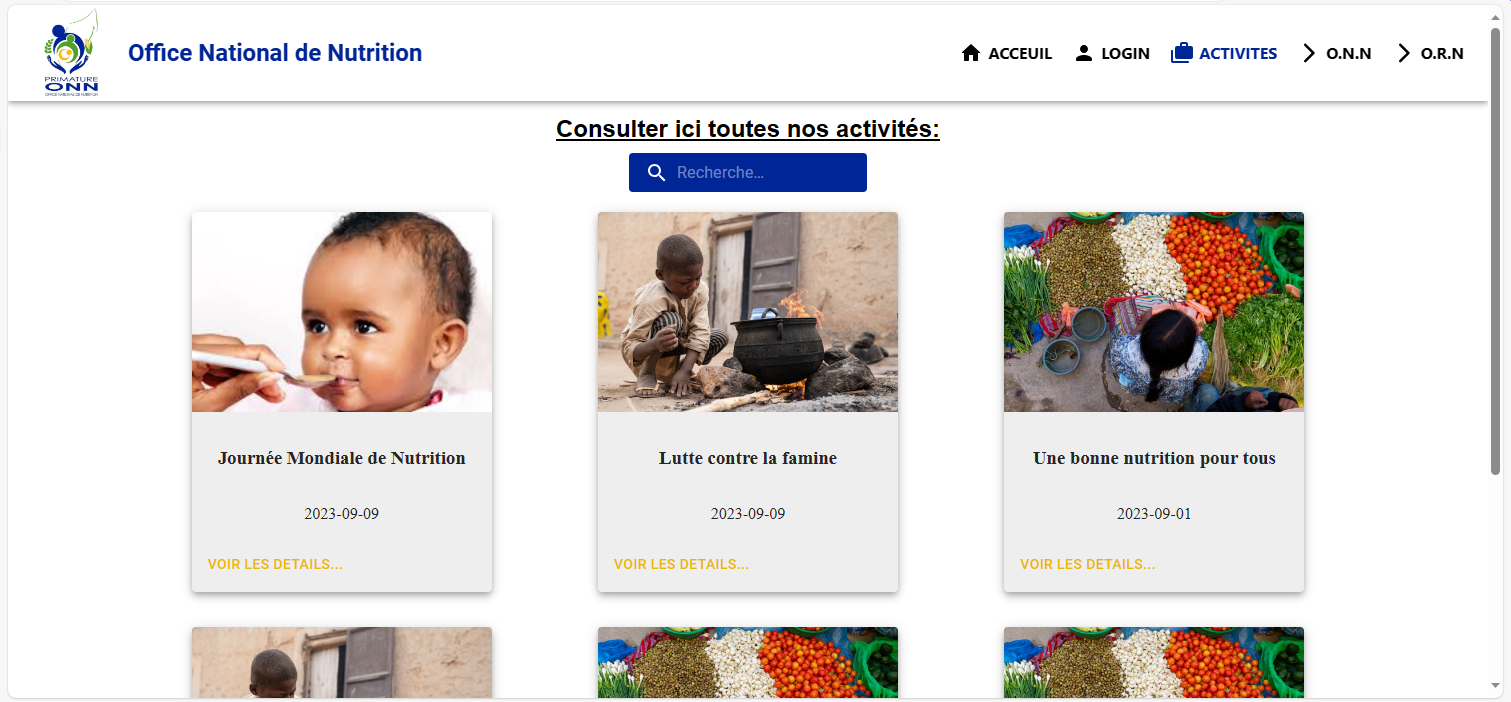 PRIMATURE
ONN
OFFICE NATIONAL DE NUTRITION
Office National de Nutrition
ACCEUIL
LOGIN
ACTIVITES
O.N.N
O.R.N
Consulter ici toutes nos activités:
Recherche...
Journée Mondiale de Nutrition
Lutte contre la famine
Une bonne nutrition pour tous
2023-09-09
2023-09-09
2023-09-01
VOIR LES DETAILS...
VOIR LES DETAILS...
VOIR LES DETAILS...